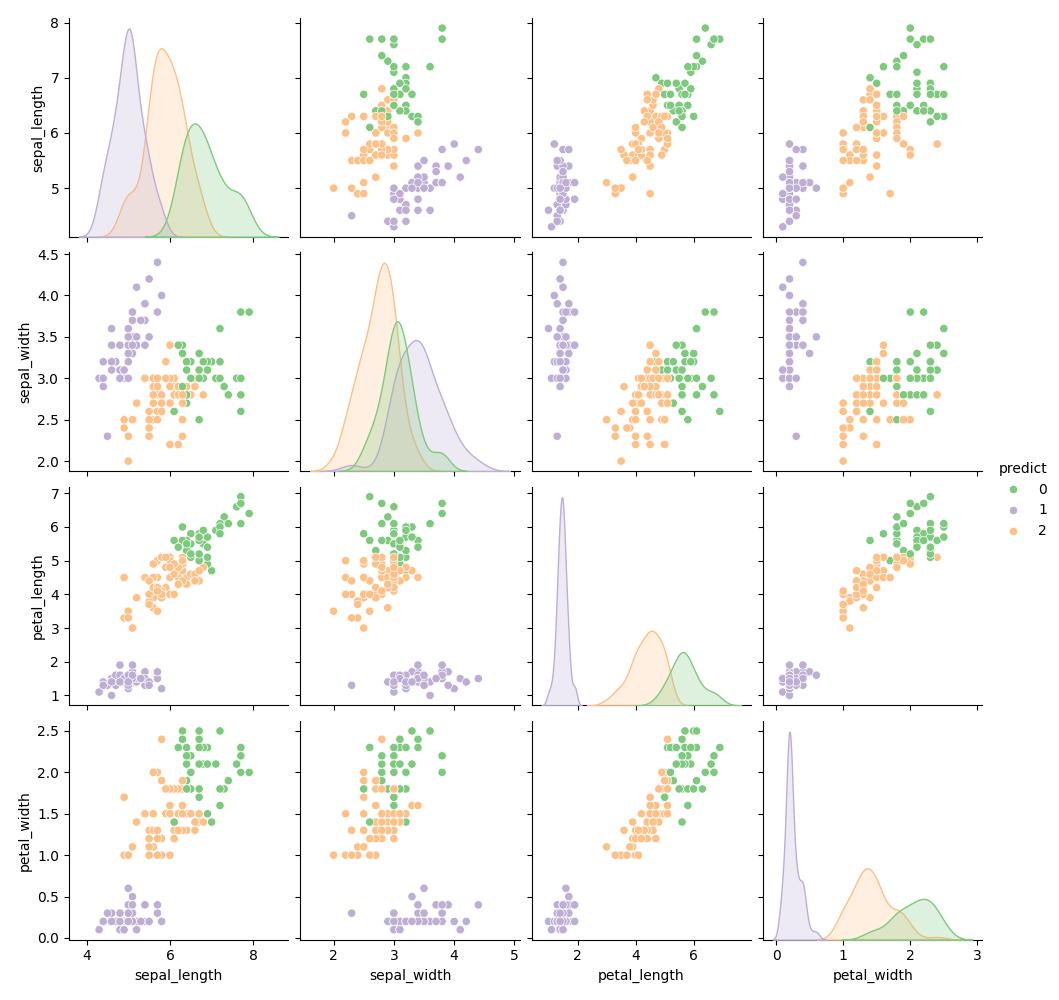 8
7
6
5
sepal_length
4.5
4.0
3.5
3.0
2.5
2.0
sepal_width
7
6
5
4
3
2
1
petal_length
2.5
2.0
1.5
1.0
0.5
0.0
petal_width
4 6 8
sepal_length
2 3 4 5
sepal_width
2 4 6
petal_length
0 1 2 3
petal_width
predict
0
1
2